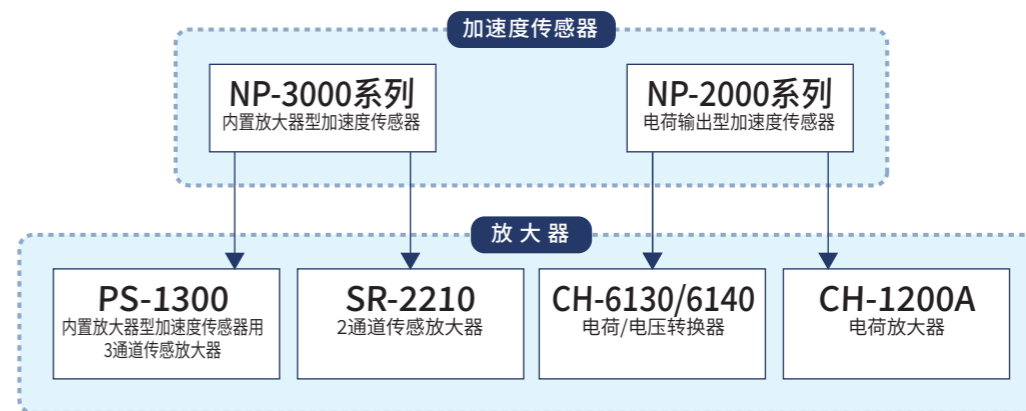 加速度传感器
NP-3000系列
内置放大器型加速度传感器
NP-2000系列
电荷输出型加速度传感器
放大器
PS-1300
内置放大器型加速度传感器用
3通道传感放大器
SR-2210
2通道传感放大器
CH-6130/6140
电荷/电压转换器
CH-1200A
电荷放大器